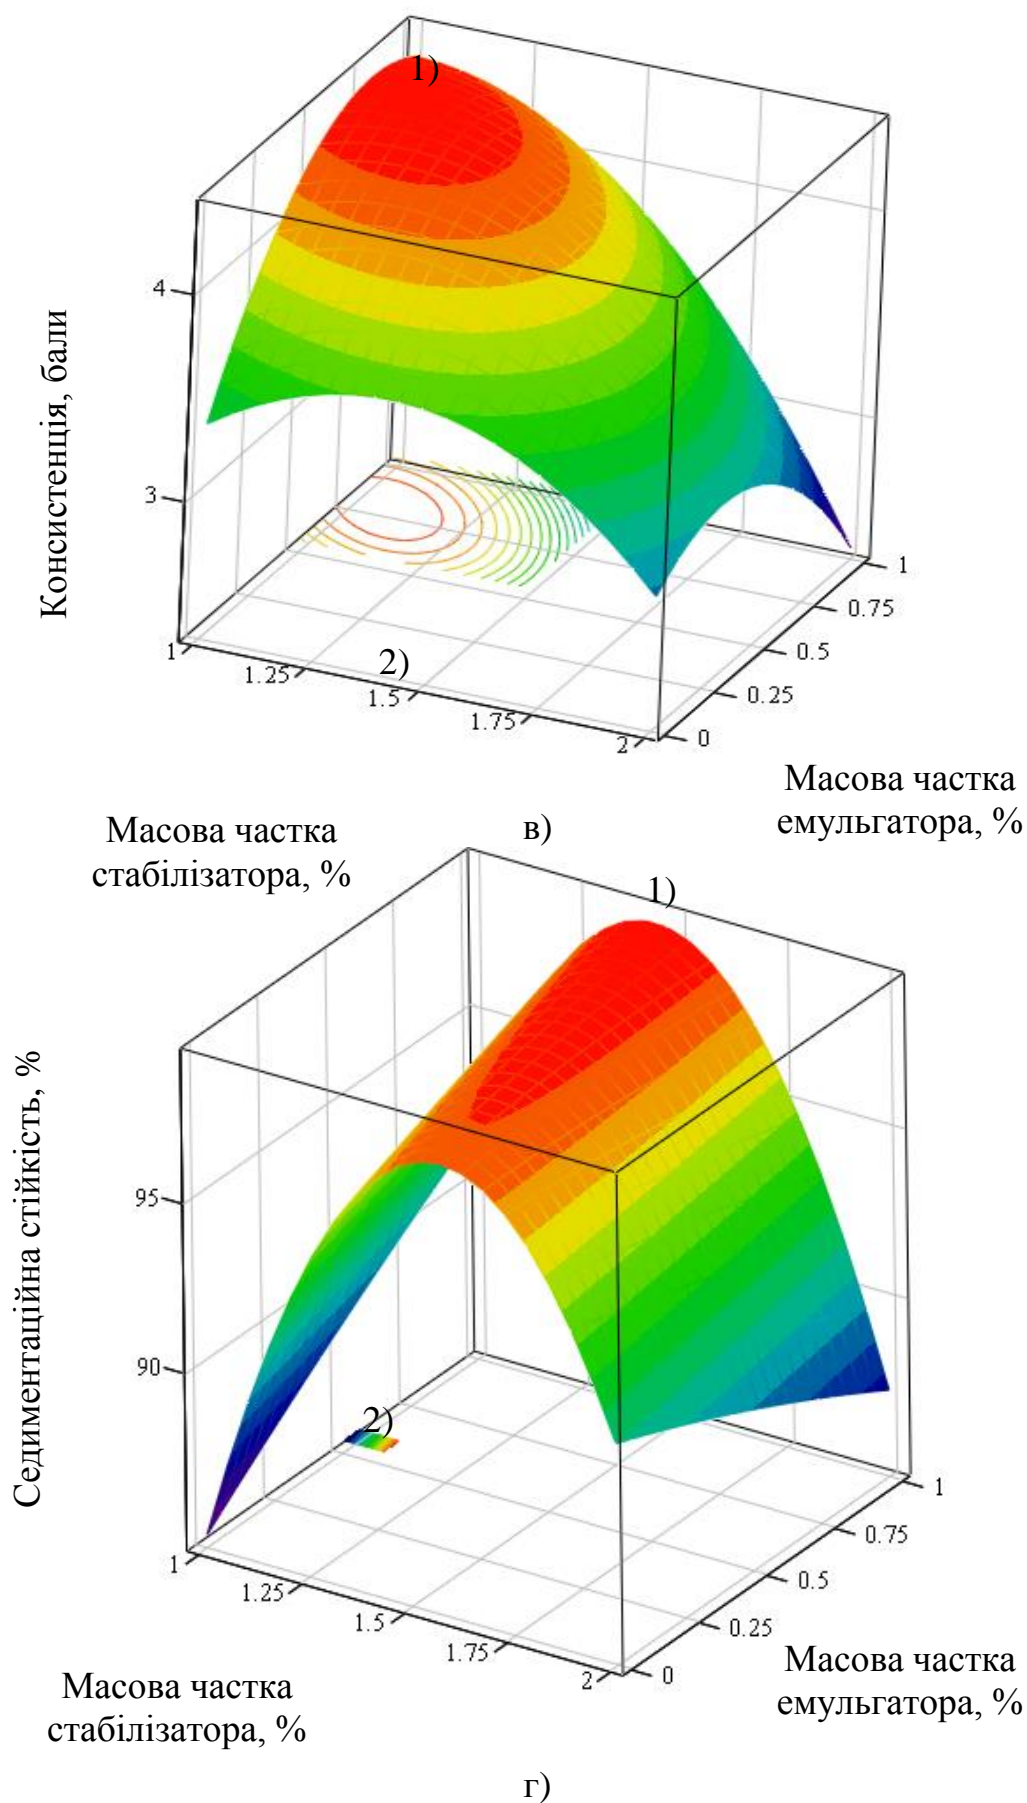 1)
4
Консистенція, бали
3
1
1.25
2)
1.5
1.75
2
0
0.25
0.5
0.75
1
Масова частка
емульгатора, %
Масова частка
стабілізатора, %
в)
1)
95
Седиментаційна стійкість, %
90
2)
1
1.25
1.5
1.75
2
0
0.25
0.5
0.75
1
Масова частка
емульгатора, %
Масова частка
стабілізатора, %
г)